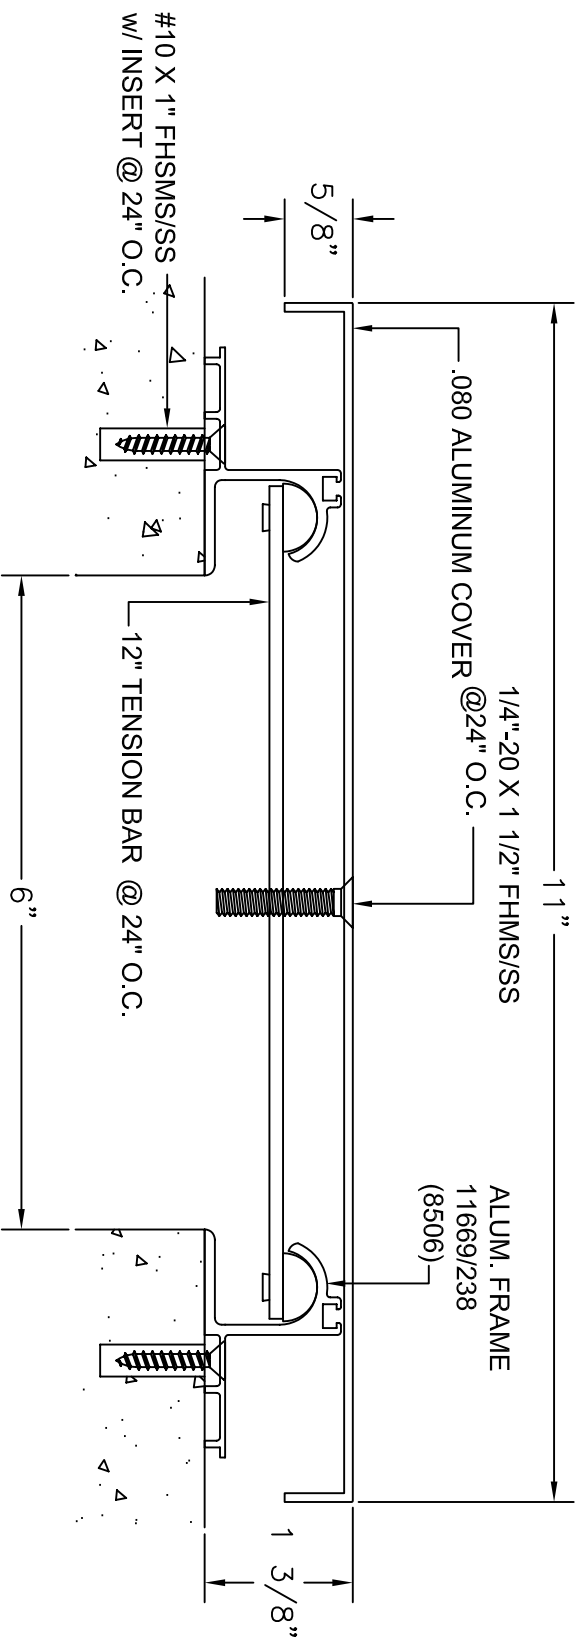 11"
1/4"-20 X 1 1/2" FHMS/SS
@24" O.C.
.080 ALUMINUM COVER
ALUM. FRAME
11669/238
(8506)
5/8"
1 3/8"
#10 X 1" FHSMS/SS
w/ INSERT @ 24" O.C.
12" TENSION BAR @ 24" O.C.
6"